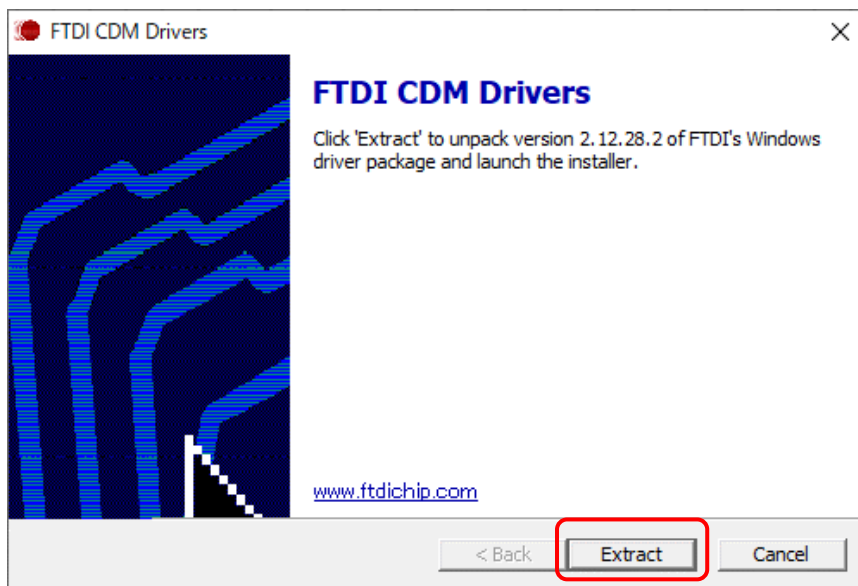 FTDI CDM Drivers
FTDI CDM Drivers
Click 'Extract' to unpack version 2.12.28.2 of FTDI's Windows
driver package and launch the installer.
www.ftdichip.com
< Back
Extract
Cancel